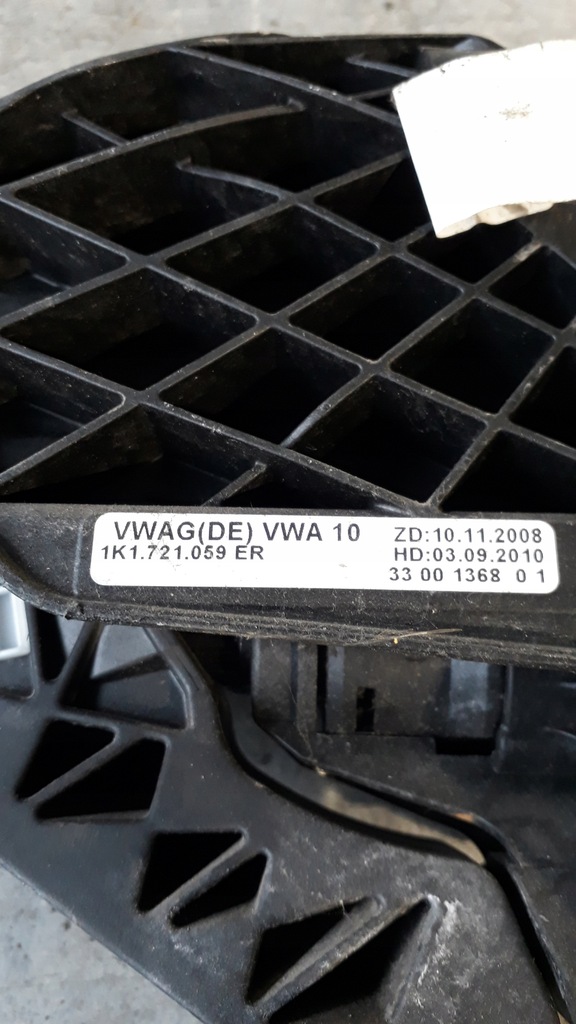 VWAG(DE) VWA 10 ZD:10.11.2008
1K1.721.059 ER HD:03.09.2010
33 00 1368 0 1